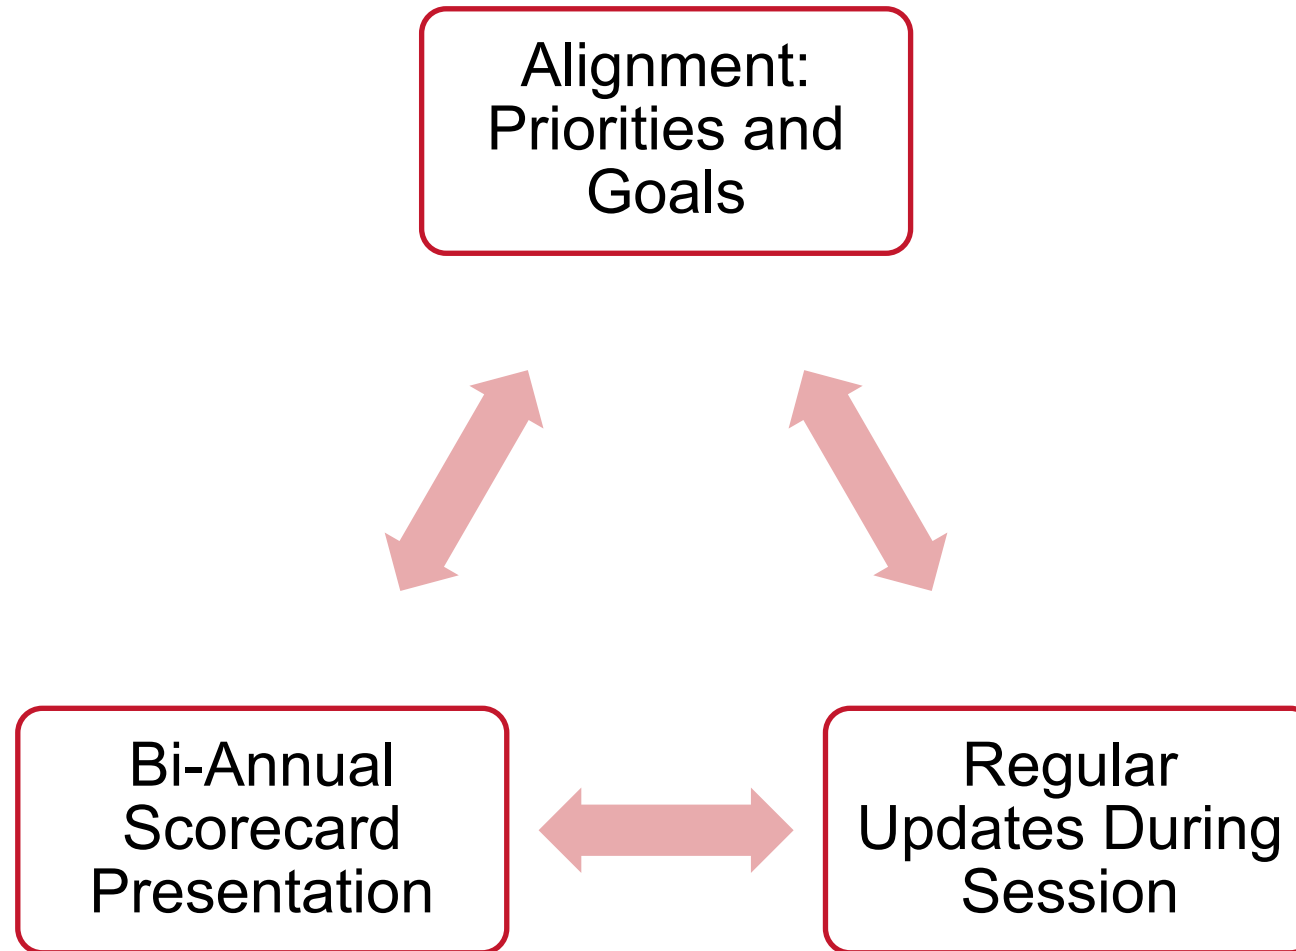 Alignment:
Priorities and
Goals
Bi-Annual
Scorecard
Presentation
Regular
Updates During
Session